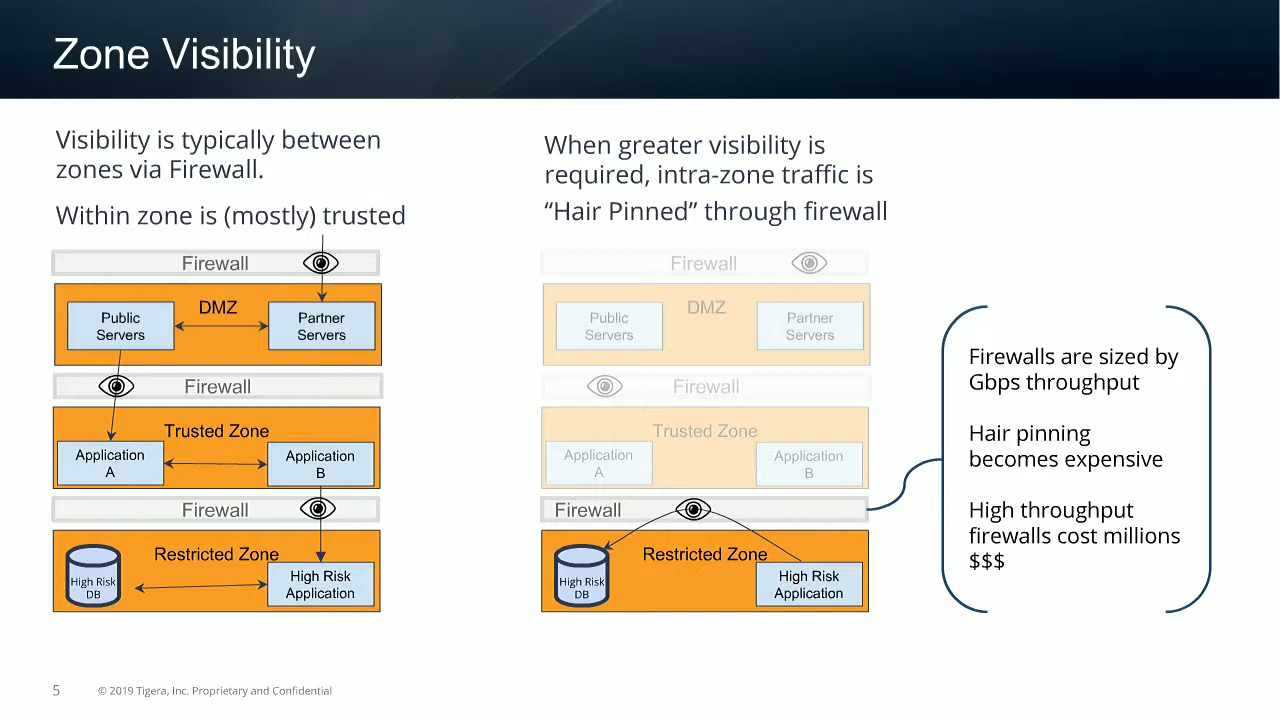 Zone Visibility
Visibility is typically between
zones via Firewall.
Within zone is (mostly) trusted
Firewall
DMZ
Public
Servers
Partner
Servers
Firewall
Trusted Zone
Application
A
Application
B
Firewall
Restricted Zone
High Risk
DB
High Risk
Application
When greater visibility is
required, intra-zone traffic is
“Hair Pinned” through firewall
Firewall
DMZ
Public
Servers
Partner
Servers
Firewall
Trusted Zone
Application
A
Application
B
Firewall
Restricted Zone
High Risk
DB
High Risk
Application
Firewalls are sized by
Gbps throughput
Hair pinning
becomes expensive
High throughput
firewalls cost millions
$$$
5
© 2019 Tigera, Inc. Proprietary and Confidential